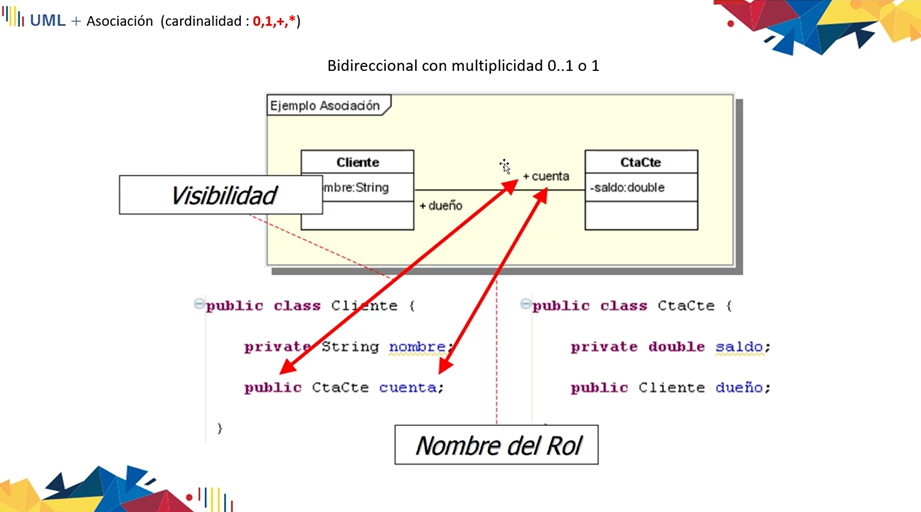 UML + Asociación (cardinalidad : 0,1,+,*)
Bidireccional con multiplicidad 0..1 o 1
Ejemplo Asociación
Cliente
ombre:String
+ dueño
+ cuenta
CtaCte
-saldo:double
Visibilidad
public class Cliente {
private String nombre;
public CtaCte cuenta;
}
public class CtaCte {
private double saldo;
public Cliente dueño;
Nombre del Rol